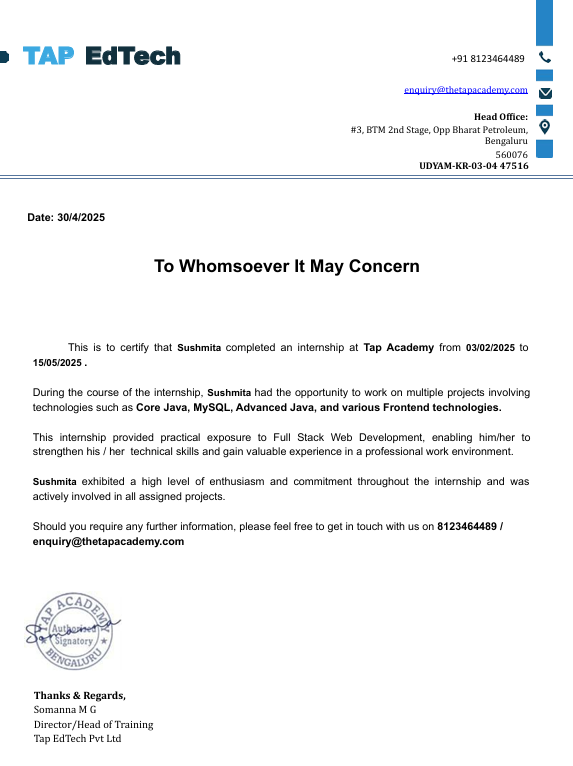 TAP EdTech
+91 8123464489
enquiry@thetapacademy.com
Head Office:
#3, BTM 2nd Stage, Opp Bharat Petroleum,
Bengaluru
560076
UDYAM-KR-03-04 47516
Date: 30/4/2025
To Whomsoever It May Concern
This is to certify that Sushmita completed an internship at Tap Academy from 03/02/2025 to
15/05/2025 .
During the course of the internship, Sushmita had the opportunity to work on multiple projects involving
technologies such as Core Java, MySQL, Advanced Java, and various Frontend technologies.
This internship provided practical exposure to Full Stack Web Development, enabling him/her to
strengthen his / her technical skills and gain valuable experience in a professional work environment.
Sushmita exhibited a high level of enthusiasm and commitment throughout the internship and was
actively involved in all assigned projects.
Should you require any further information, please feel free to get in touch with us on 8123464489 /
enquiry@thetapacademy.com
TAP ACADEMY
Authorised
Signatory
BENGALURU
Thanks & Regards,
Somanna M G
Director/Head of Training
Tap EdTech Pvt Ltd